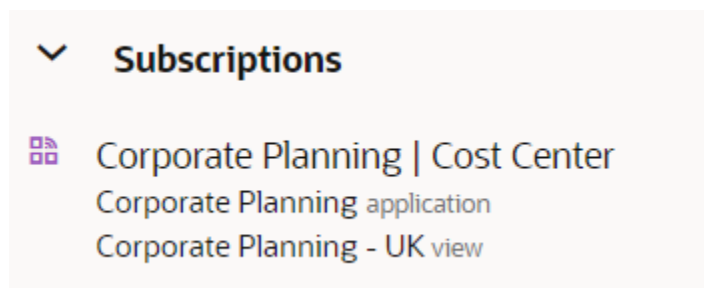 Subscriptions
Corporate Planning | Cost Center
Corporate Planning application
Corporate Planning - UK view